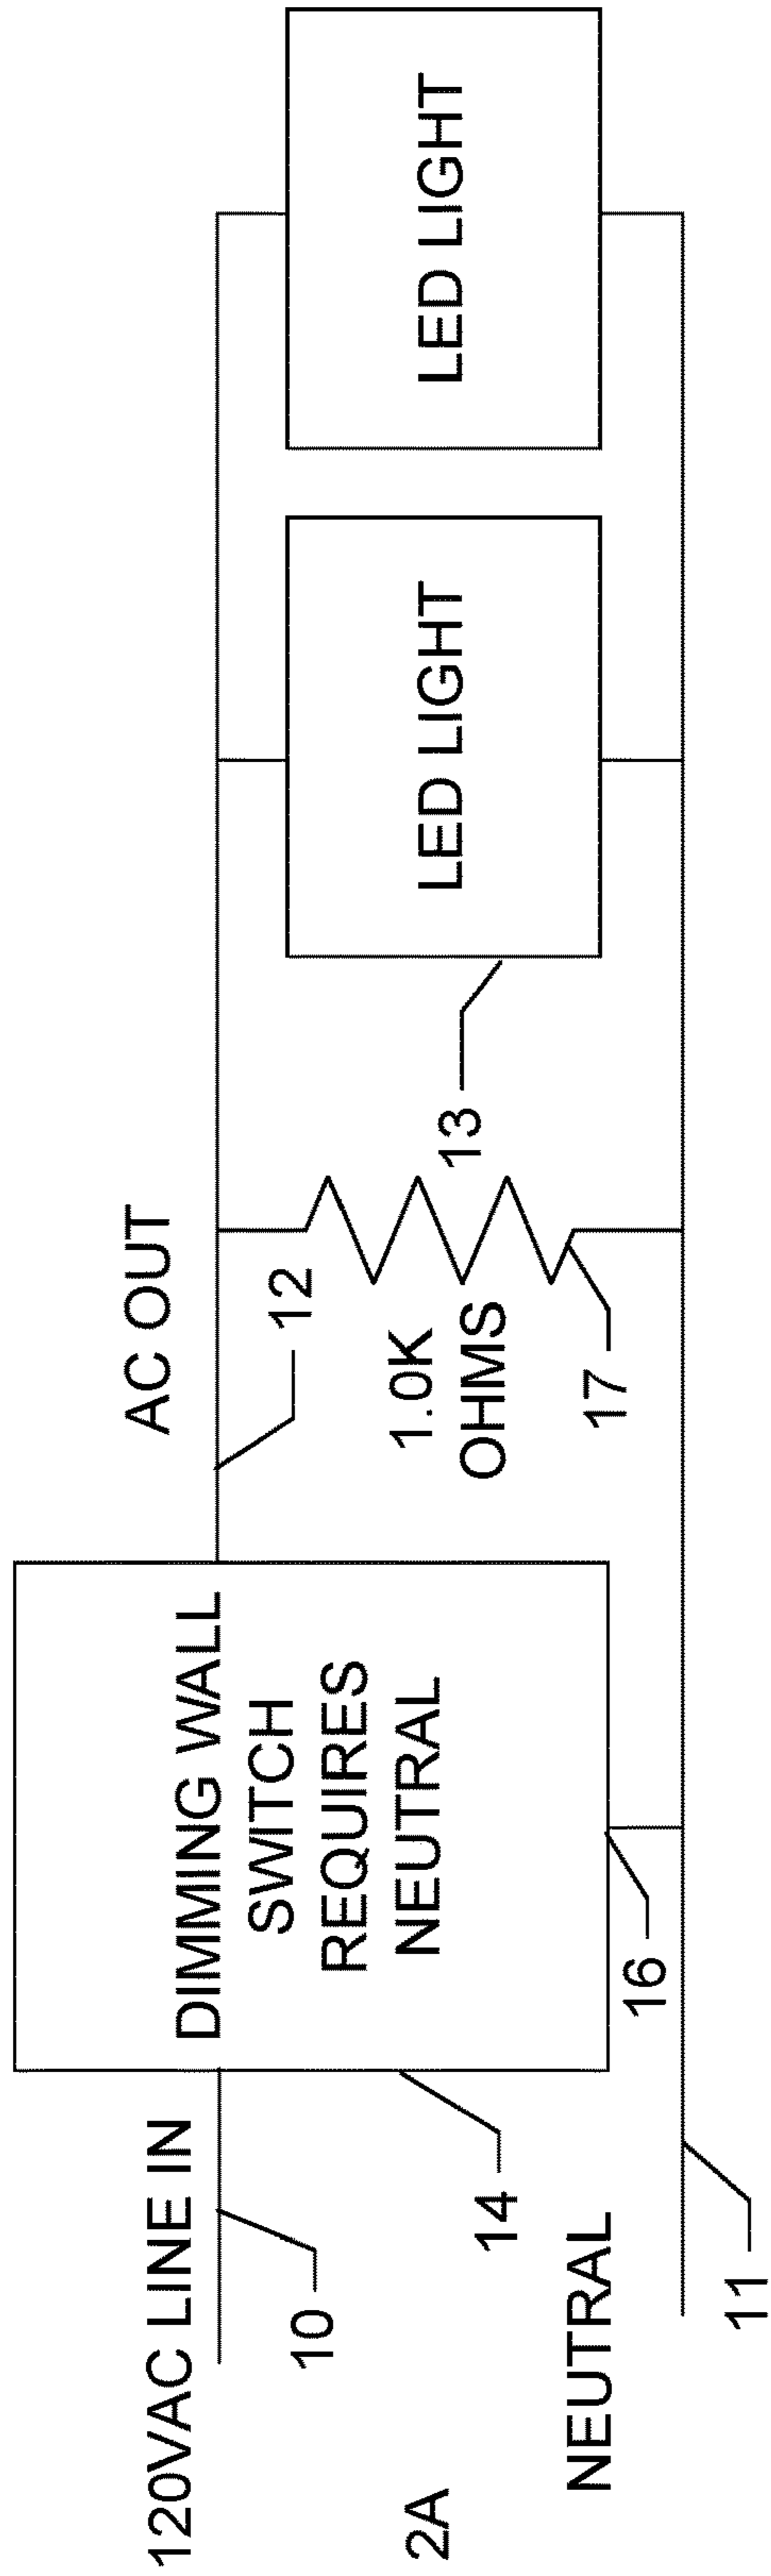 120VAC LINE IN
10
DIMMING WALL
SWITCH
REQUIRES
NEUTRAL
14
16
AC OUT
12
1.0K
OHMS
17
13
LED LIGHT
LED LIGHT
NEUTRAL
11
2A